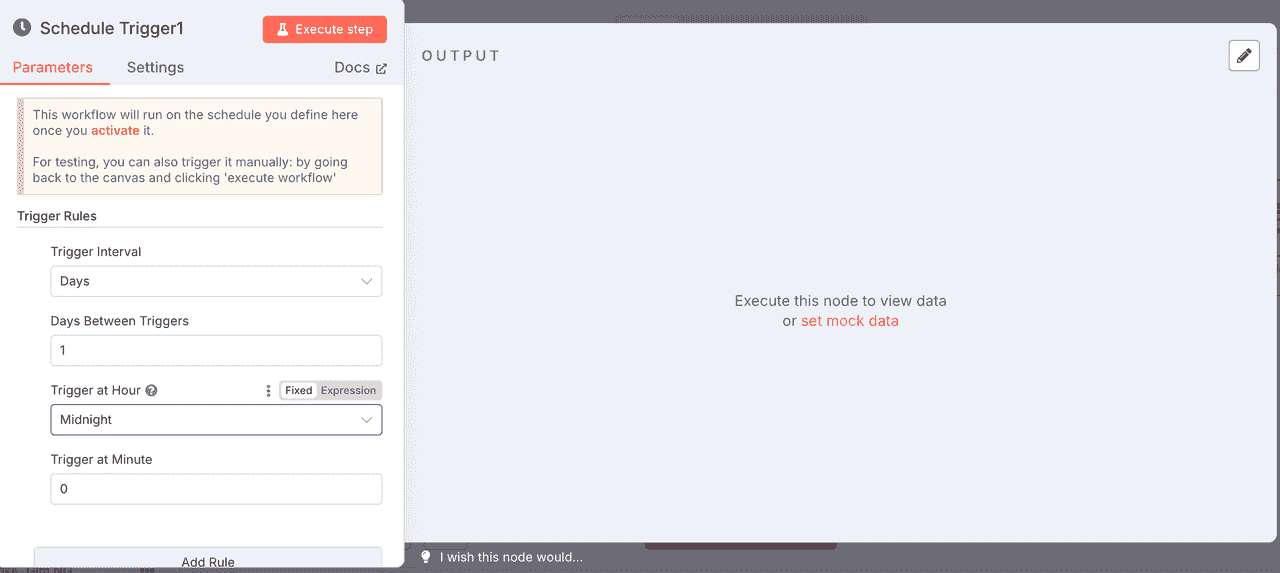 Schedule Trigger1
Execute step
Parameters
Settings
Docs
This workflow will run on the schedule you define here
once you activate it.
For testing, you can also trigger it manually: by going
back to the canvas and clicking 'execute workflow'
Trigger Rules
Trigger Interval
Days
Days Between Triggers
1
Trigger at Hour
Fixed
Expression
Midnight
Trigger at Minute
0
Add Rule
OUTPUT
Execute this node to view data
or set mock data
I wish this node would...